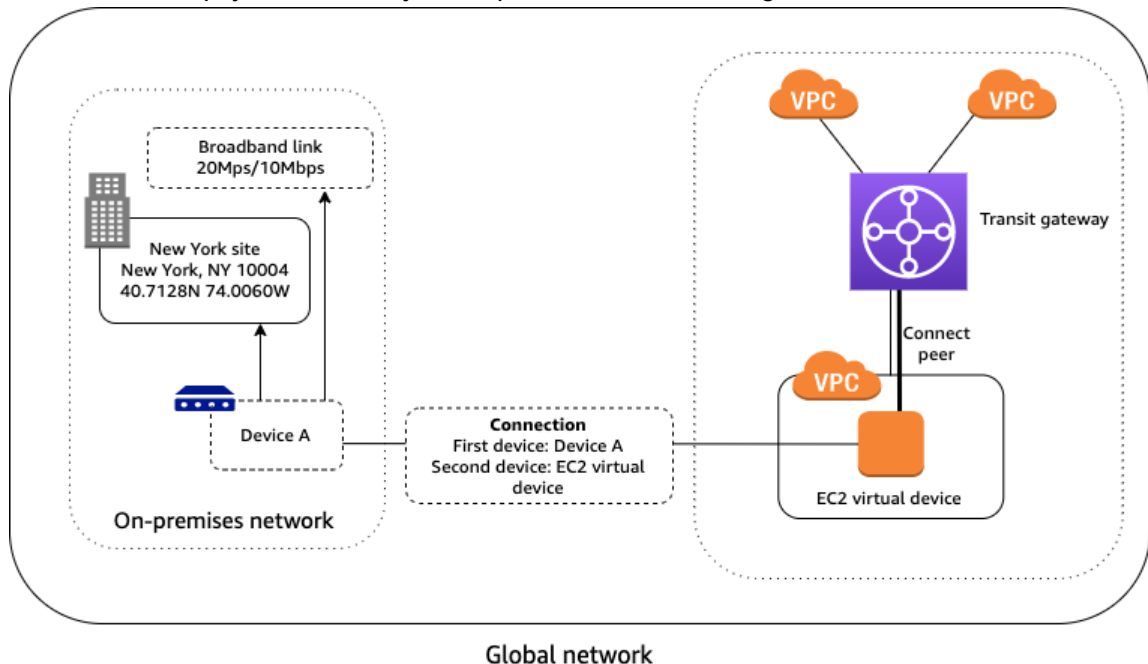 VPC
VPC
Broadband link
20Mps/10Mbps
Transit gateway
New York site
New York, NY 10004
40.7128N 74.0060W
Connect
peer
VPC
Device A
Connection
First device: Device A
Second device: EC2 virtual
device
EC2 virtual device
On-premises network
Global network